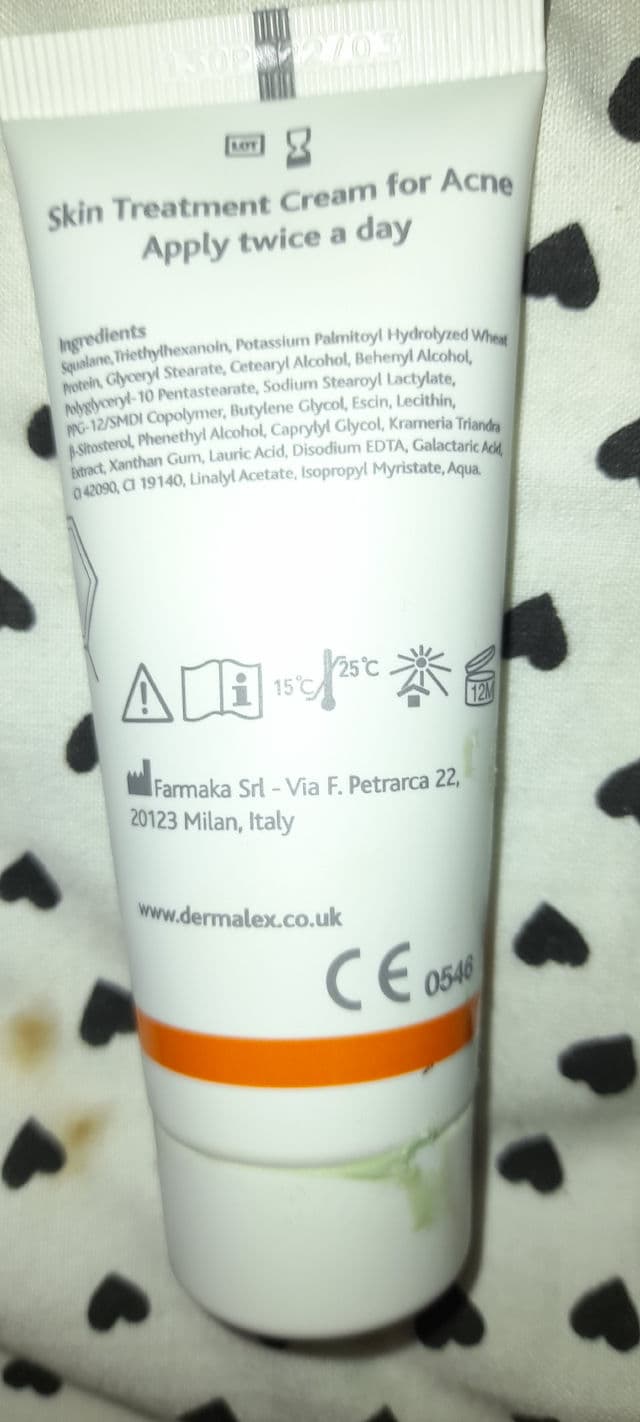 LOT
Skin Treatment Cream for Acne
Apply twice a day
Ingredients
Squalane, Triethylhexanoin, Potassium Palmitoyl Hydrolyzed Wheat
Protein, Glyceryl Stearate, Cetearyl Alcohol, Behenyl Alcohol,
Polyglyceryl-10 Pentastearate, Sodium Stearoyl Lactylate,
PPG-12/SMDI Copolymer, Butylene Glycol, Escin, Lecithin,
β-Sitosterol, Phenethyl Alcohol, Caprylyl Glycol, Krameria Triandra
Extract, Xanthan Gum, Lauric Acid, Disodium EDTA, Galactaric Acid,
CI 42090, CI 19140, Linalyl Acetate, Isopropyl Myristate, Aqua.
i 15°C 25°C 12M
Farmaka Srl - Via F. Petrarca 22,
20123 Milan, Italy
www.dermalex.co.uk
CE 0546